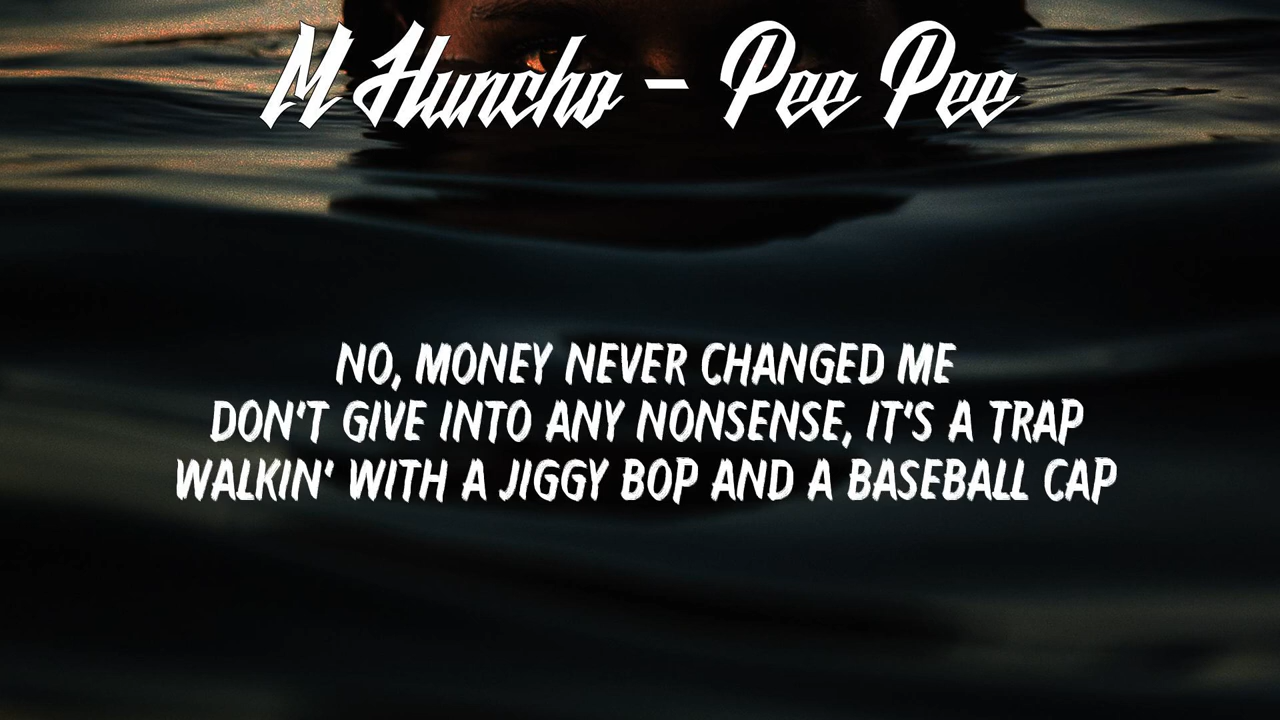 M Huncho - Pee Pee
NO, MONEY NEVER CHANGED ME
DON'T GIVE INTO ANY NONSENSE, IT'S A TRAP
WALKIN' WITH A JIGGY BOP AND A BASEBALL CAP